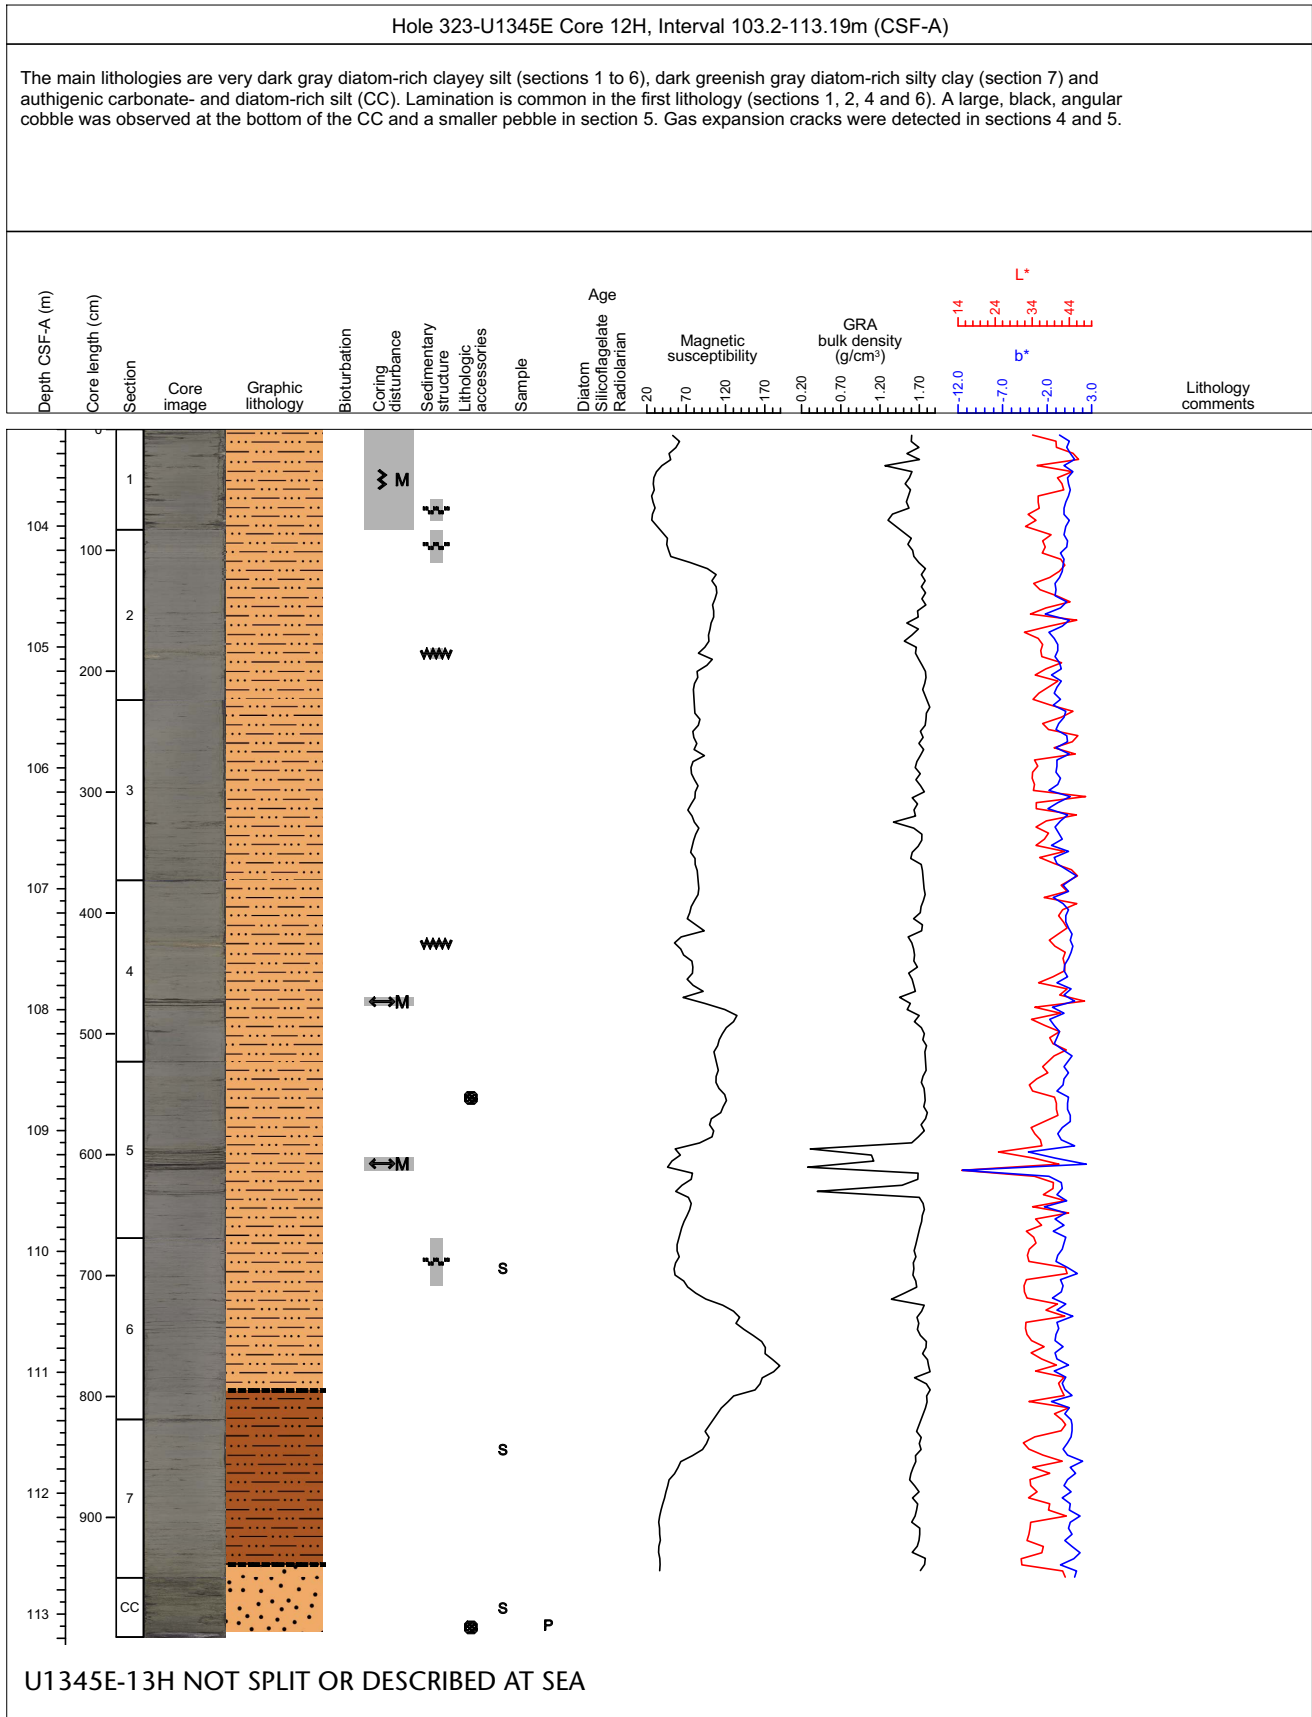 Hole 323-U1345E Core 12H, Interval 103.2-113.19m (CSF-A)
The main lithologies are very dark gray diatom-rich clayey silt (sections 1 to 6), dark greenish gray diatom-rich silty clay (section 7) and
authigenic carbonate- and diatom-rich silt (CC). Lamination is common in the first lithology (sections 1, 2, 4 and 6). A large, black, angular
cobble was observed at the bottom of the CC and a smaller pebble in section 5. Gas expansion cracks were detected in sections 4 and 5.
Depth CSF-A (m)
Core length (cm)
Section
Core
image
Graphic
lithology
Bioturbation
Coring
disturbance
Sedimentary
structure
Lithologic
accessories
Sample
Age
Diatom
Silicoflagelate
Radiolarian
Magnetic
susceptibility
20 70 120 170
GRA
bulk density
(g/cm³)
0.20 0.70 1.20 1.70
L*
14 24 34 44
b*
-12.0 -7.0 -2.0 3.0
Lithology
comments
0
1
M
104
100
2
105
200
106
300
3
107
400
4
108
M
500
109
5
600
M
110
700
S
6
111
800
S
7
112
900
CC
S
113
P
U1345E-13H NOT SPLIT OR DESCRIBED AT SEA